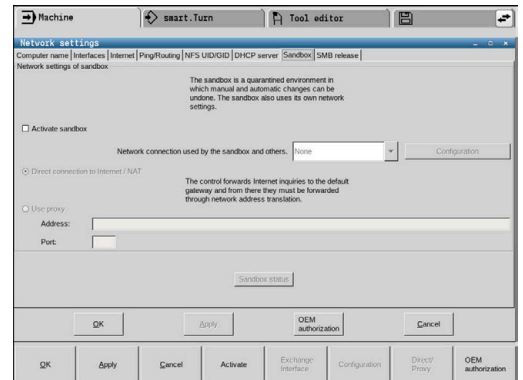 Machine smart.Turn Tool editor
Network settings
Computer name Interfaces Internet Ping/Routing NFS UID/GID DHCP server Sandbox SMB release
Network settings of sandbox
The sandbox is a quarantined environment in
which manual and automatic changes can be
undone. The sandbox also uses its own network
settings.
Activate sandbox
Network connection used by the sandbox and others. None Configuration
Direct connection to Internet / NAT
The control forwards Internet inquiries to the default
gateway and from there they must be forwarded
through network address translation.
Use proxy
Address:
Port:
Sandbox status
OK Apply OEM authorization Cancel
OK Apply Cancel Activate Exchange Interface Configuration Direct/ Proxy OEM authorization